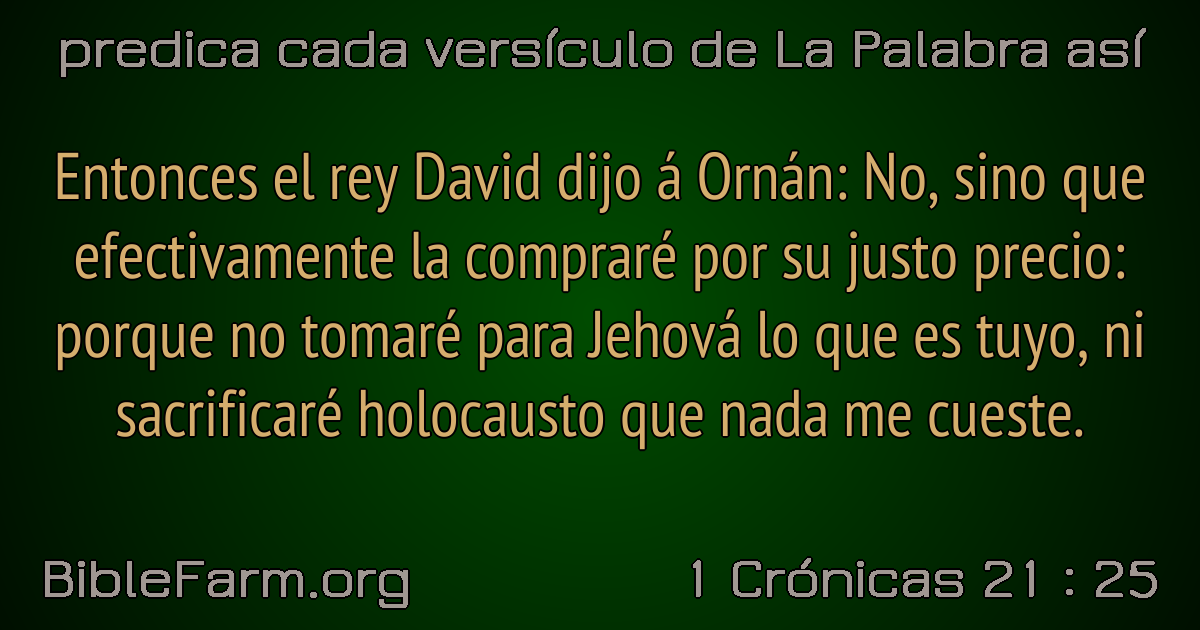 predica cada versículo de La Palabra así
Entonces el rey David dijo á Ornán: No, sino que
efectivamente la compraré por su justo precio:
porque no tomaré para Jehová lo que es tuyo, ni
sacrificaré holocausto que nada me cueste.
BibleFarm.org
1 Crónicas 21 : 25